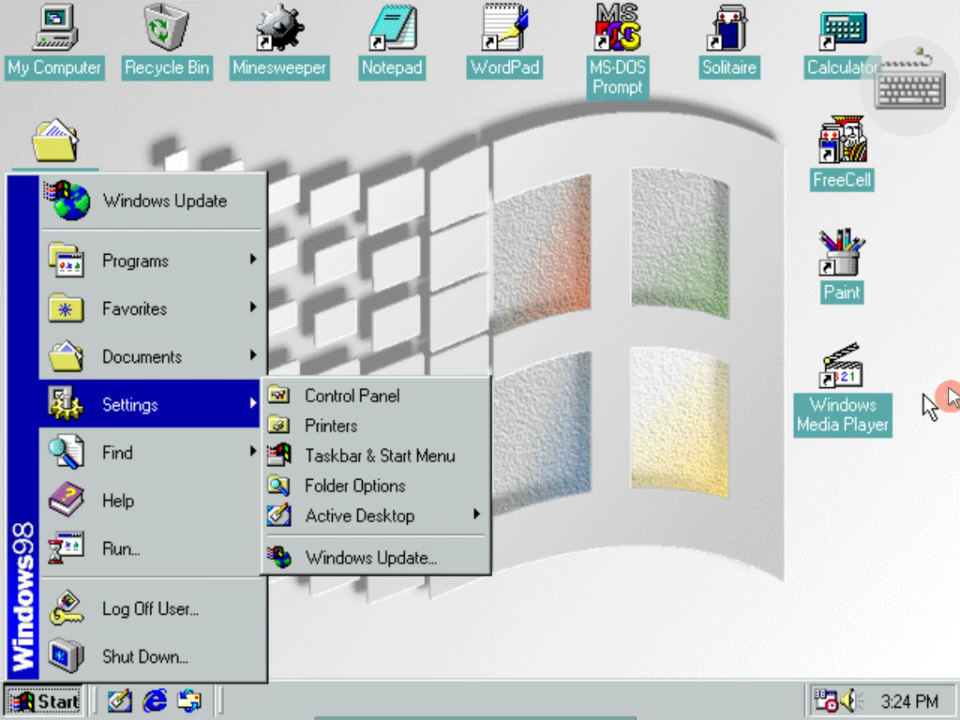 My Computer
Recycle Bin
Minesweeper
Notepad
WordPad
MS-DOS
Prompt
Solitaire
Calculator
FreeCell
Paint
Windows
Media Player
Windows Update
Programs
Favorites
Documents
Settings
Find
Help
Run...
Log Off User...
Shut Down...
Windows98
Control Panel
Printers
Taskbar & Start Menu
Folder Options
Active Desktop
Windows Update...
Start
3:24 PM